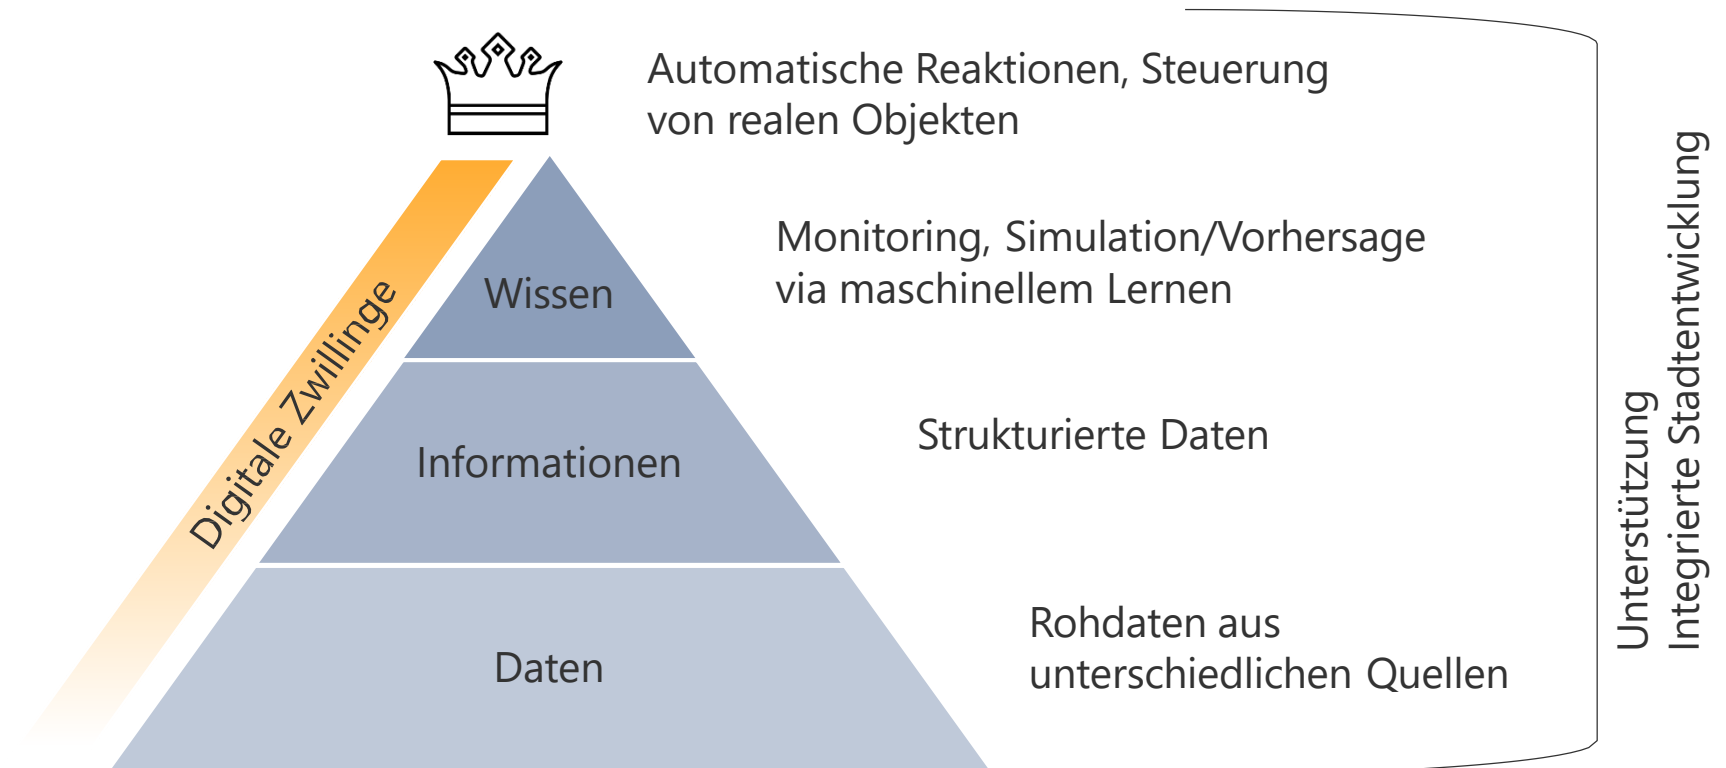 Automatische Reaktionen, Steuerung
von realen Objekten
Digitale Zwillinge
Wissen
Monitoring, Simulation/Vorhersage
via maschinellem Lernen
Informationen
Strukturierte Daten
Daten
Rohdaten aus
unterschiedlichen Quellen
Unterstützung
Integrierte Stadtentwicklung